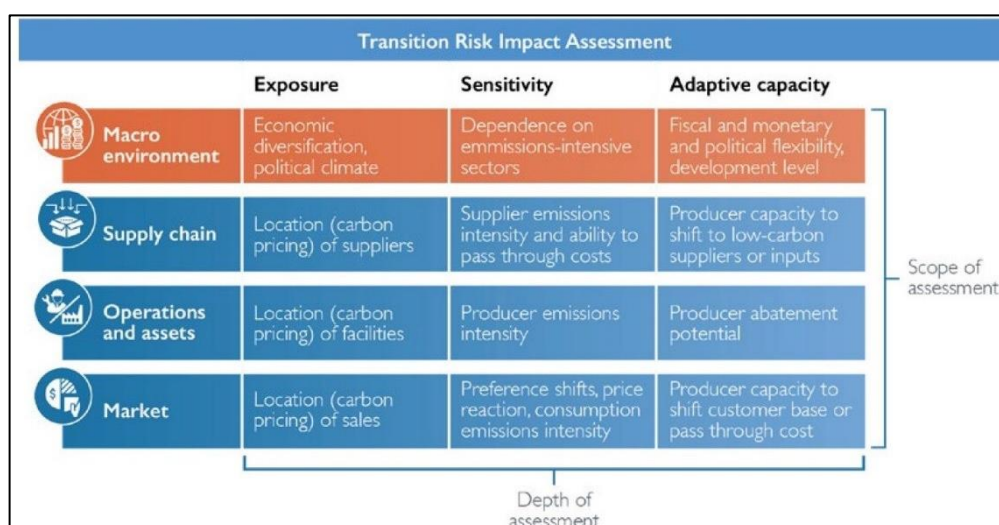 Transition Risk Impact Assessment
Exposure
Sensitivity
Adaptive capacity
Macro
environment
Economic
diversification,
political climate
Dependence on
emmissions-intensive
sectors
Fiscal and monetary
and political flexibility,
development level
Supply chain
Location (carbon
pricing) of suppliers
Supplier emissions
intensity and ability to
pass through costs
Producer capacity to
shift to low-carbon
suppliers or inputs
Operations
and assets
Location (carbon
pricing) of facilities
Producer emissions
intensity
Producer abatement
potential
Market
Location (carbon
pricing) of sales
Preference shifts, price
reaction, consumption
emissions intensity
Producer capacity to
shift customer base or
pass through cost
Scope of
assessment
Depth of
assessment